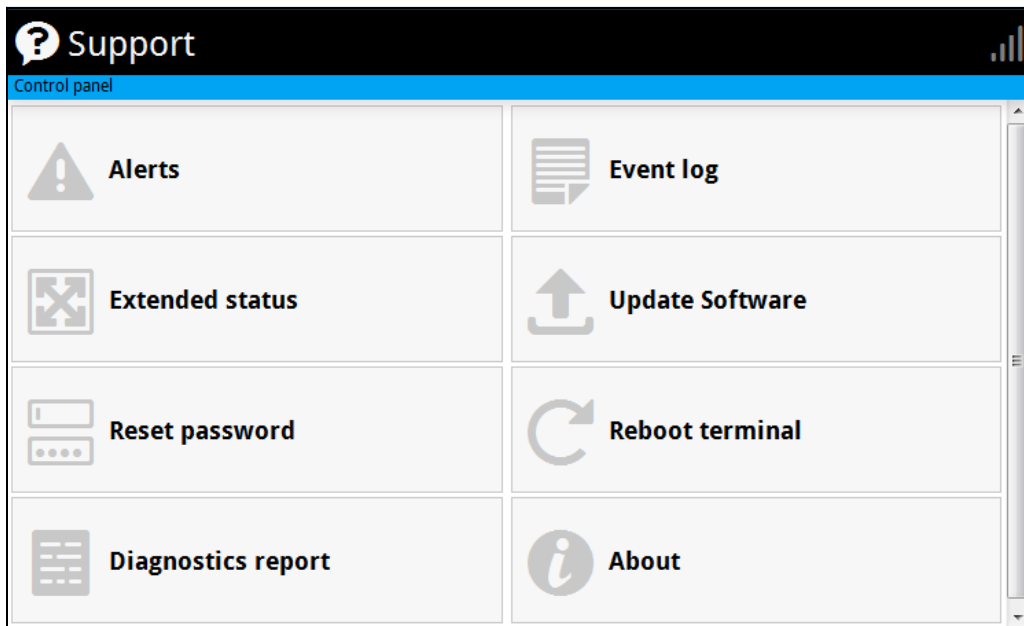 Support
Control panel
Alerts
Event log
Extended status
Update Software
Reset password
Reboot terminal
Diagnostics report
About